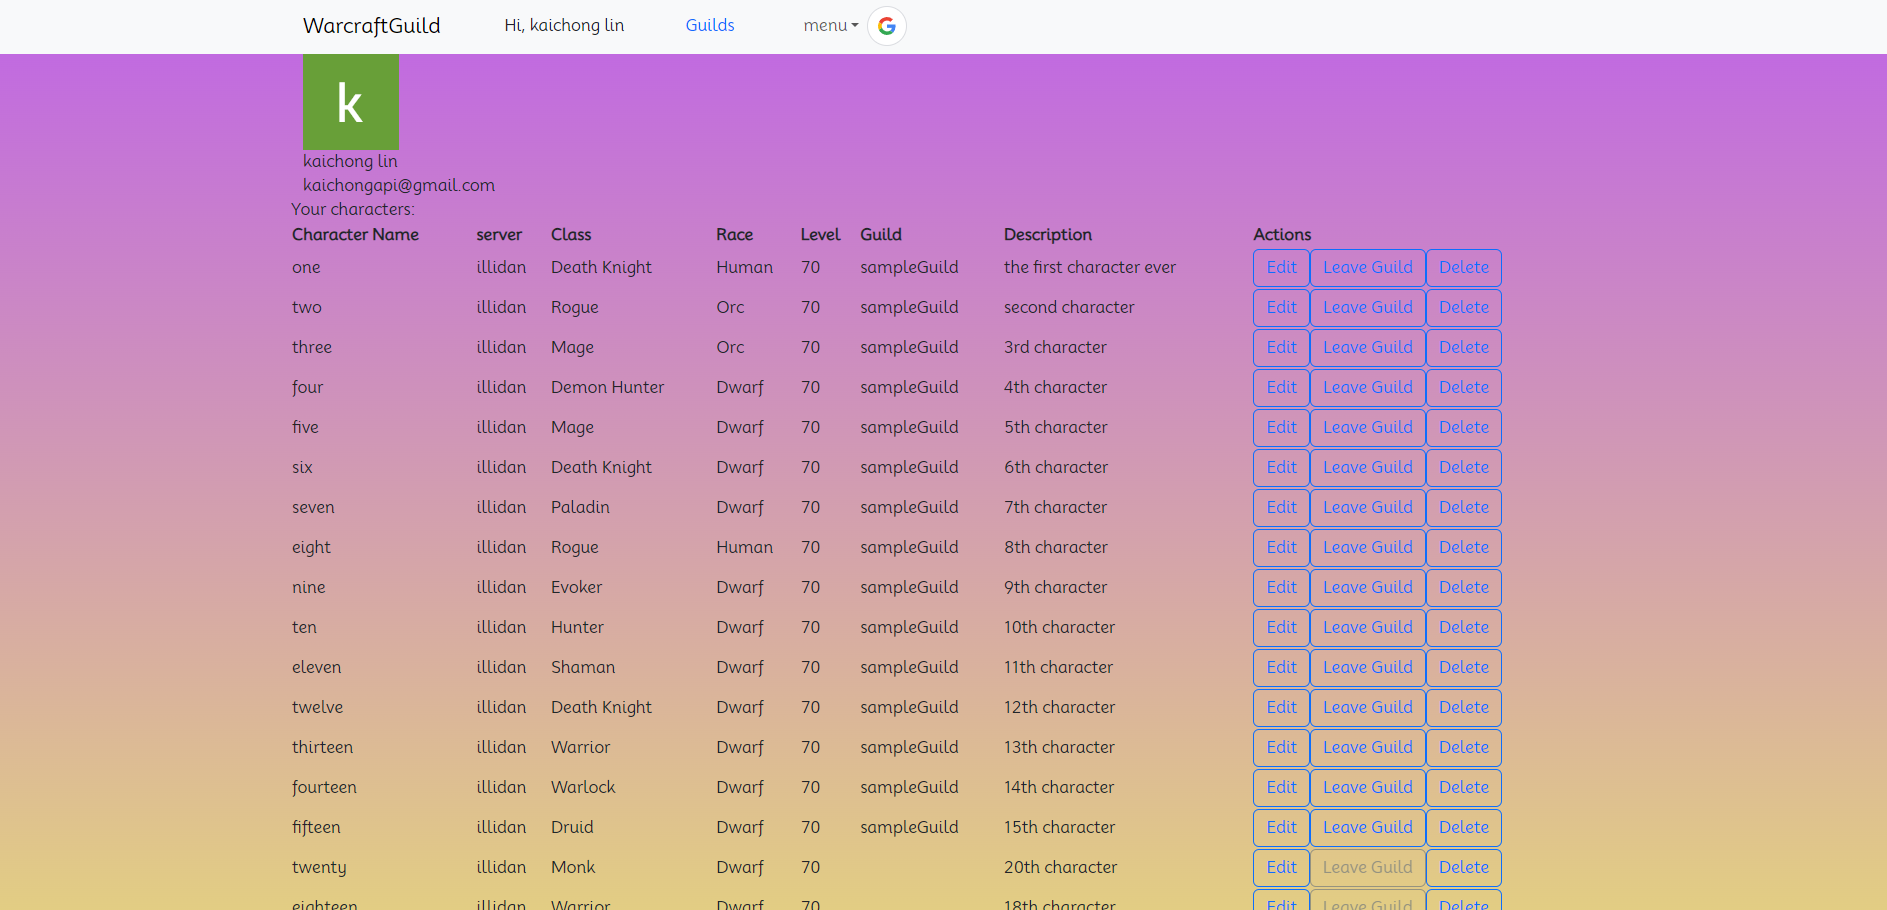 WarcraftGuild Hi, kaichong lin Guilds menu G
k
kaichong lin
kaichongapi@gmail.com
Your characters:
Character Name server Class Race Level Guild Description Actions
one illidan Death Knight Human 70 sampleGuild the first character ever Edit Leave Guild Delete
two illidan Rogue Orc 70 sampleGuild second character Edit Leave Guild Delete
three illidan Mage Orc 70 sampleGuild 3rd character Edit Leave Guild Delete
four illidan Demon Hunter Dwarf 70 sampleGuild 4th character Edit Leave Guild Delete
five illidan Mage Dwarf 70 sampleGuild 5th character Edit Leave Guild Delete
six illidan Death Knight Dwarf 70 sampleGuild 6th character Edit Leave Guild Delete
seven illidan Paladin Dwarf 70 sampleGuild 7th character Edit Leave Guild Delete
eight illidan Rogue Human 70 sampleGuild 8th character Edit Leave Guild Delete
nine illidan Evoker Dwarf 70 sampleGuild 9th character Edit Leave Guild Delete
ten illidan Hunter Dwarf 70 sampleGuild 10th character Edit Leave Guild Delete
eleven illidan Shaman Dwarf 70 sampleGuild 11th character Edit Leave Guild Delete
twelve illidan Death Knight Dwarf 70 sampleGuild 12th character Edit Leave Guild Delete
thirteen illidan Warrior Dwarf 70 sampleGuild 13th character Edit Leave Guild Delete
fourteen illidan Warlock Dwarf 70 sampleGuild 14th character Edit Leave Guild Delete
fifteen illidan Druid Dwarf 70 sampleGuild 15th character Edit Leave Guild Delete
twenty illidan Monk Dwarf 70 20th character Edit Leave Guild Delete
eighteen illidan Warrior Dwarf 70 18th character Edit Leave Guild Delete